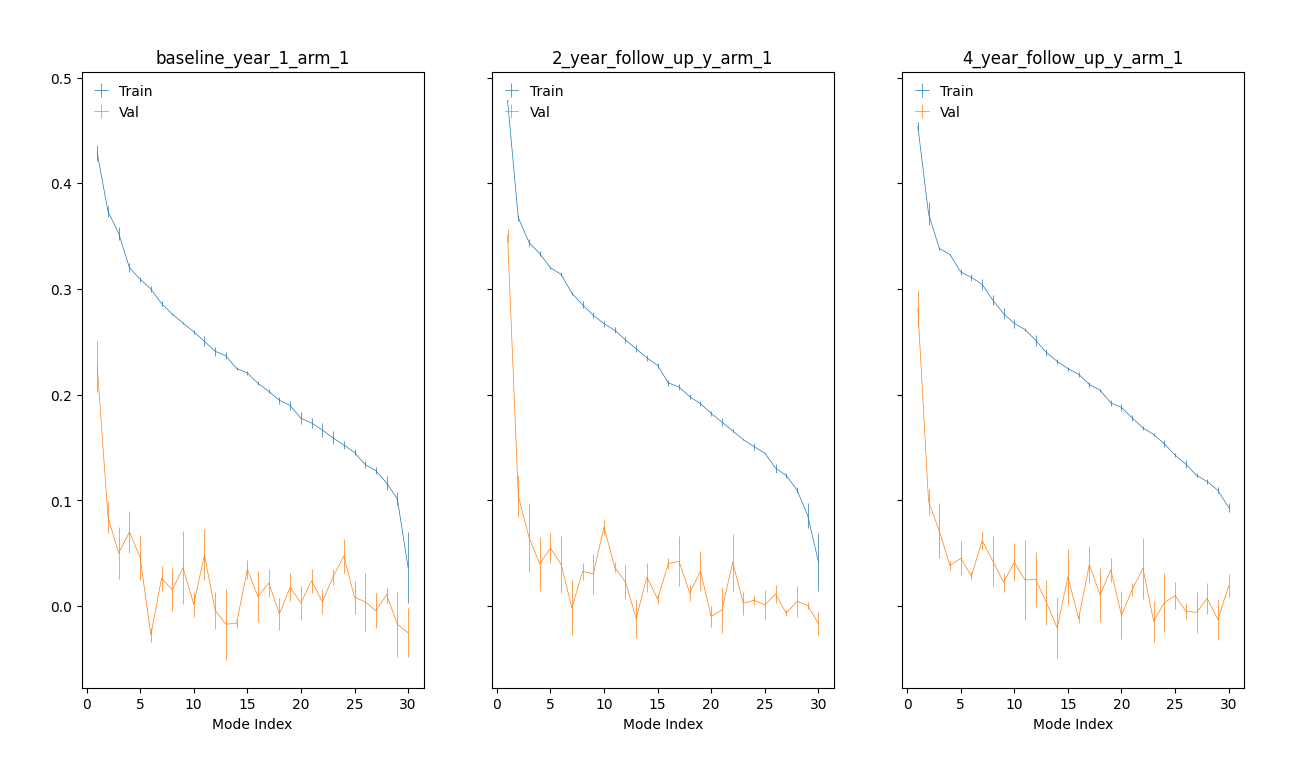 baseline_year_1_arm_1
2_year_follow_up_y_arm_1
4_year_follow_up_y_arm_1
Train
Val
Train
Val
Train
Val
0.5
0.4
0.3
0.2
0.1
0.0
0 5 10 15 20 25 30
0 5 10 15 20 25 30
0 5 10 15 20 25 30
Mode Index
Mode Index
Mode Index